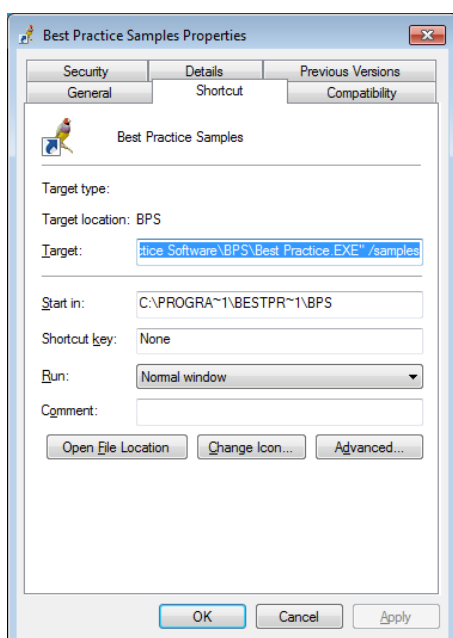 Best Practice Samples Properties
Security Details Previous Versions
General Shortcut Compatibility
Best Practice Samples
Target type:
Target location: BPS
Target: ctice Software\BPS\Best Practice.EXE" /samples
Start in: C:\PROGRA~1\BESTPR~1\BPS
Shortcut key: None
Run: Normal window
Comment:
Open File Location Change Icon... Advanced...
OK Cancel Apply